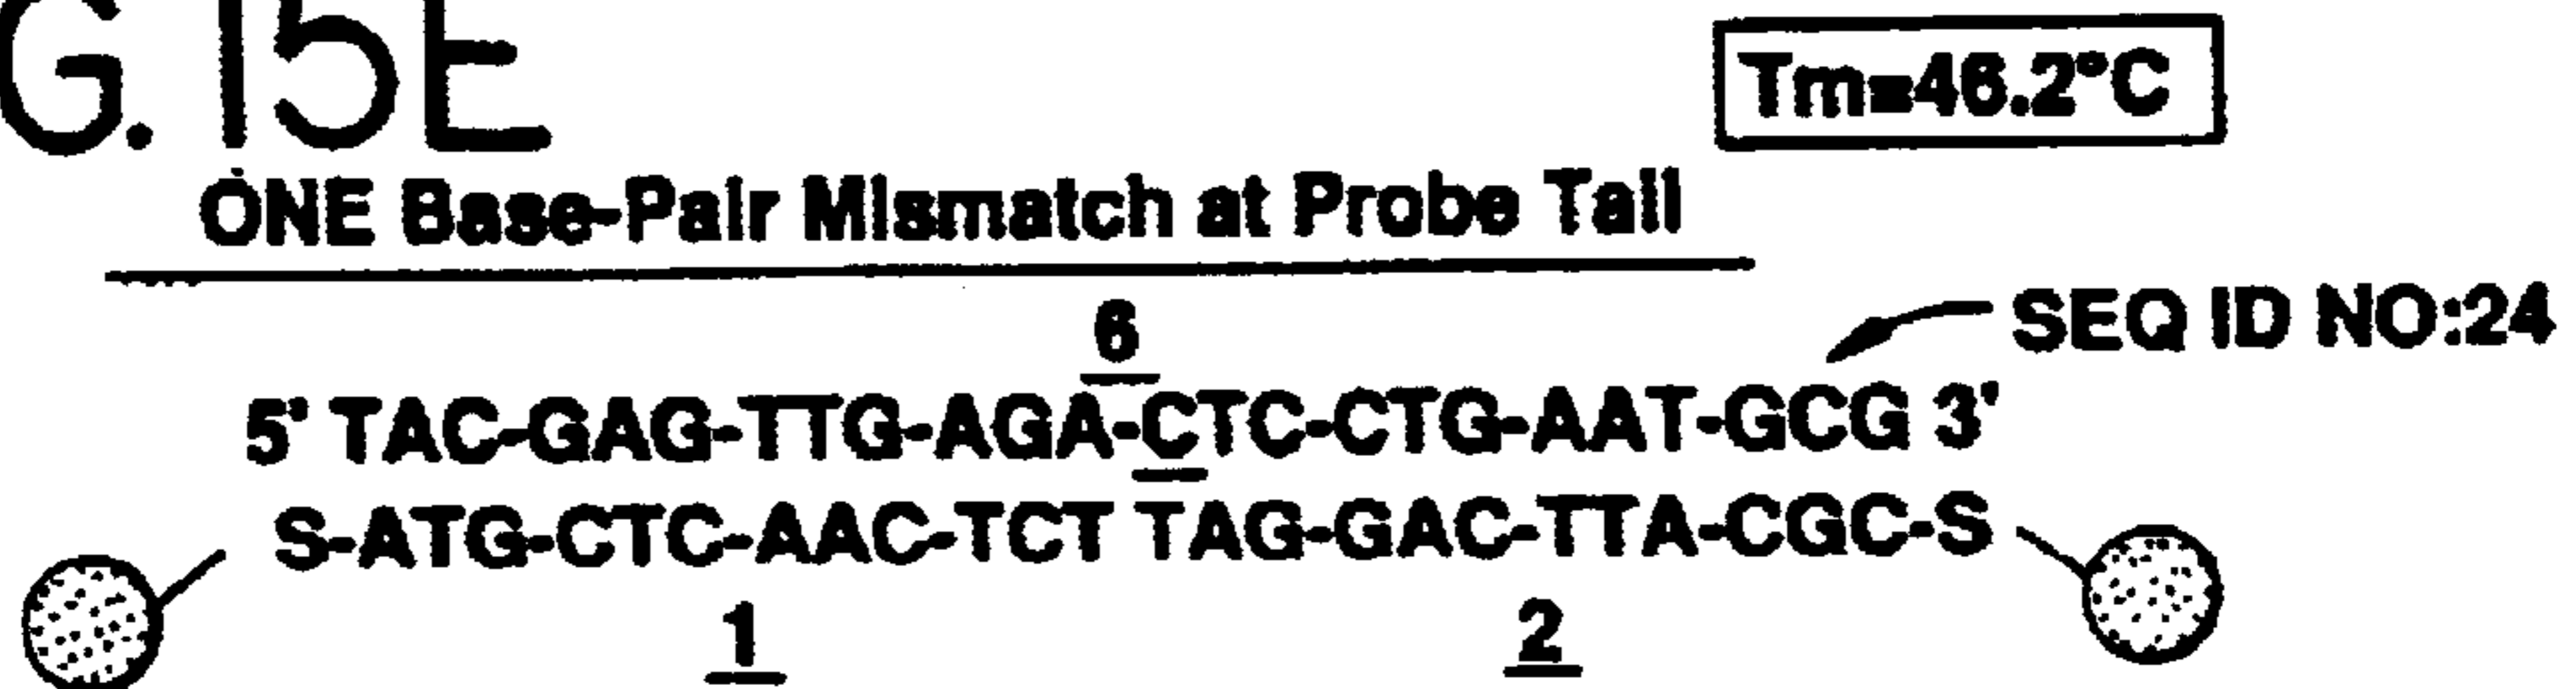 G. 15E
Tm=46.2°C
ONE Base-Pair Mismatch at Probe Tail
6
SEQ ID NO:24
5' TAC-GAG-TTG-AGA-CTC-CTG-AAT-GCG 3'
S-ATG-CTC-AAC-TCT TAG-GAC-TTA-CGC-S
1 2